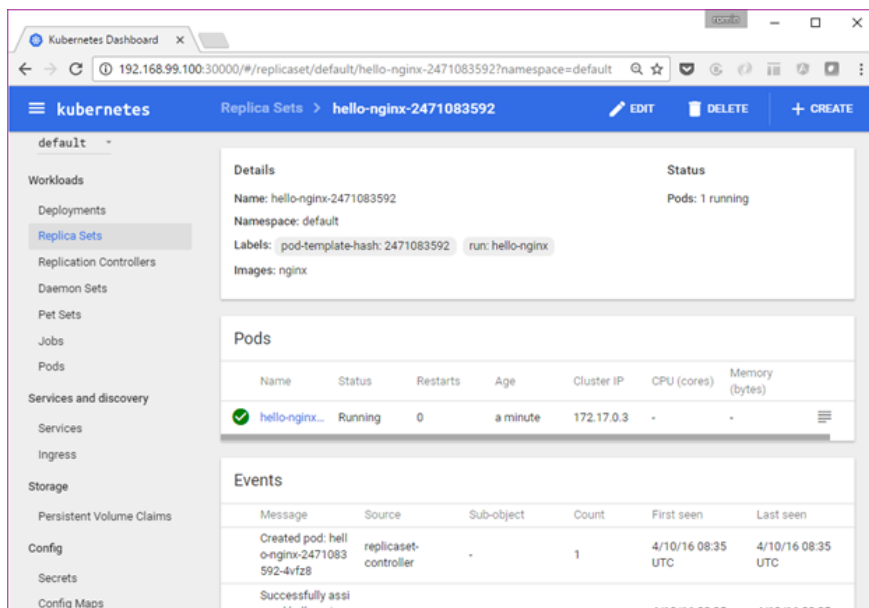 romin
Kubernetes Dashboard
192.168.99.100:30000/#/replicaset/default/hello-nginx-2471083592?namespace=default
kubernetes
Replica Sets > hello-nginx-2471083592
EDIT
DELETE
+ CREATE
default
Workloads
Deployments
Replica Sets
Replication Controllers
Daemon Sets
Pet Sets
Jobs
Pods
Services and discovery
Services
Ingress
Storage
Persistent Volume Claims
Config
Secrets
Config Maps
Details
Name: hello-nginx-2471083592
Namespace: default
Labels: pod-template-hash: 2471083592 run: hello-nginx
Images: nginx
Status
Pods: 1 running
Pods
Name Status Restarts Age Cluster IP CPU (cores) Memory
(bytes)
hello-nginx... Running 0 a minute 172.17.0.3 - -
Events
Message Source Sub-object Count First seen Last seen
Created pod: hell
o-nginx-2471083
592-4vfz8
replicaset-
controller
-
1
4/10/16 08:35
UTC
4/10/16 08:35
UTC
Successfully assi